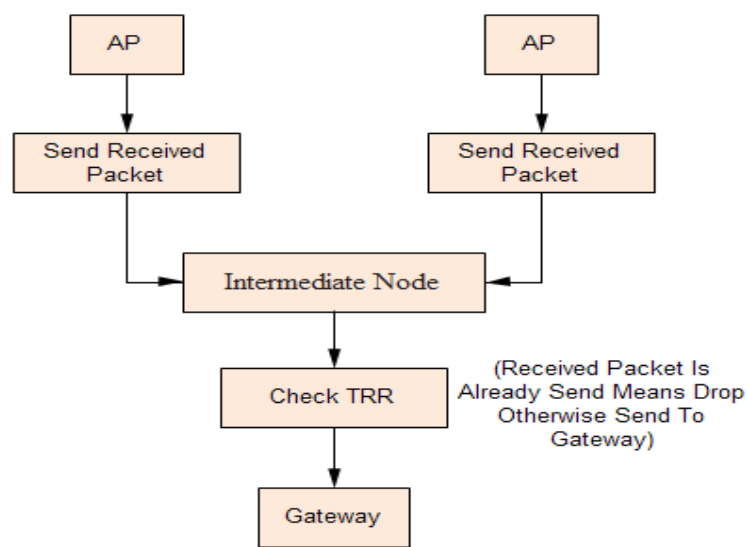 AP
AP
Send Received
Packet
Send Received
Packet
Intermediate Node
Check TRR
(Received Packet Is
Already Send Means Drop
Otherwise Send To
Gateway)
Gateway